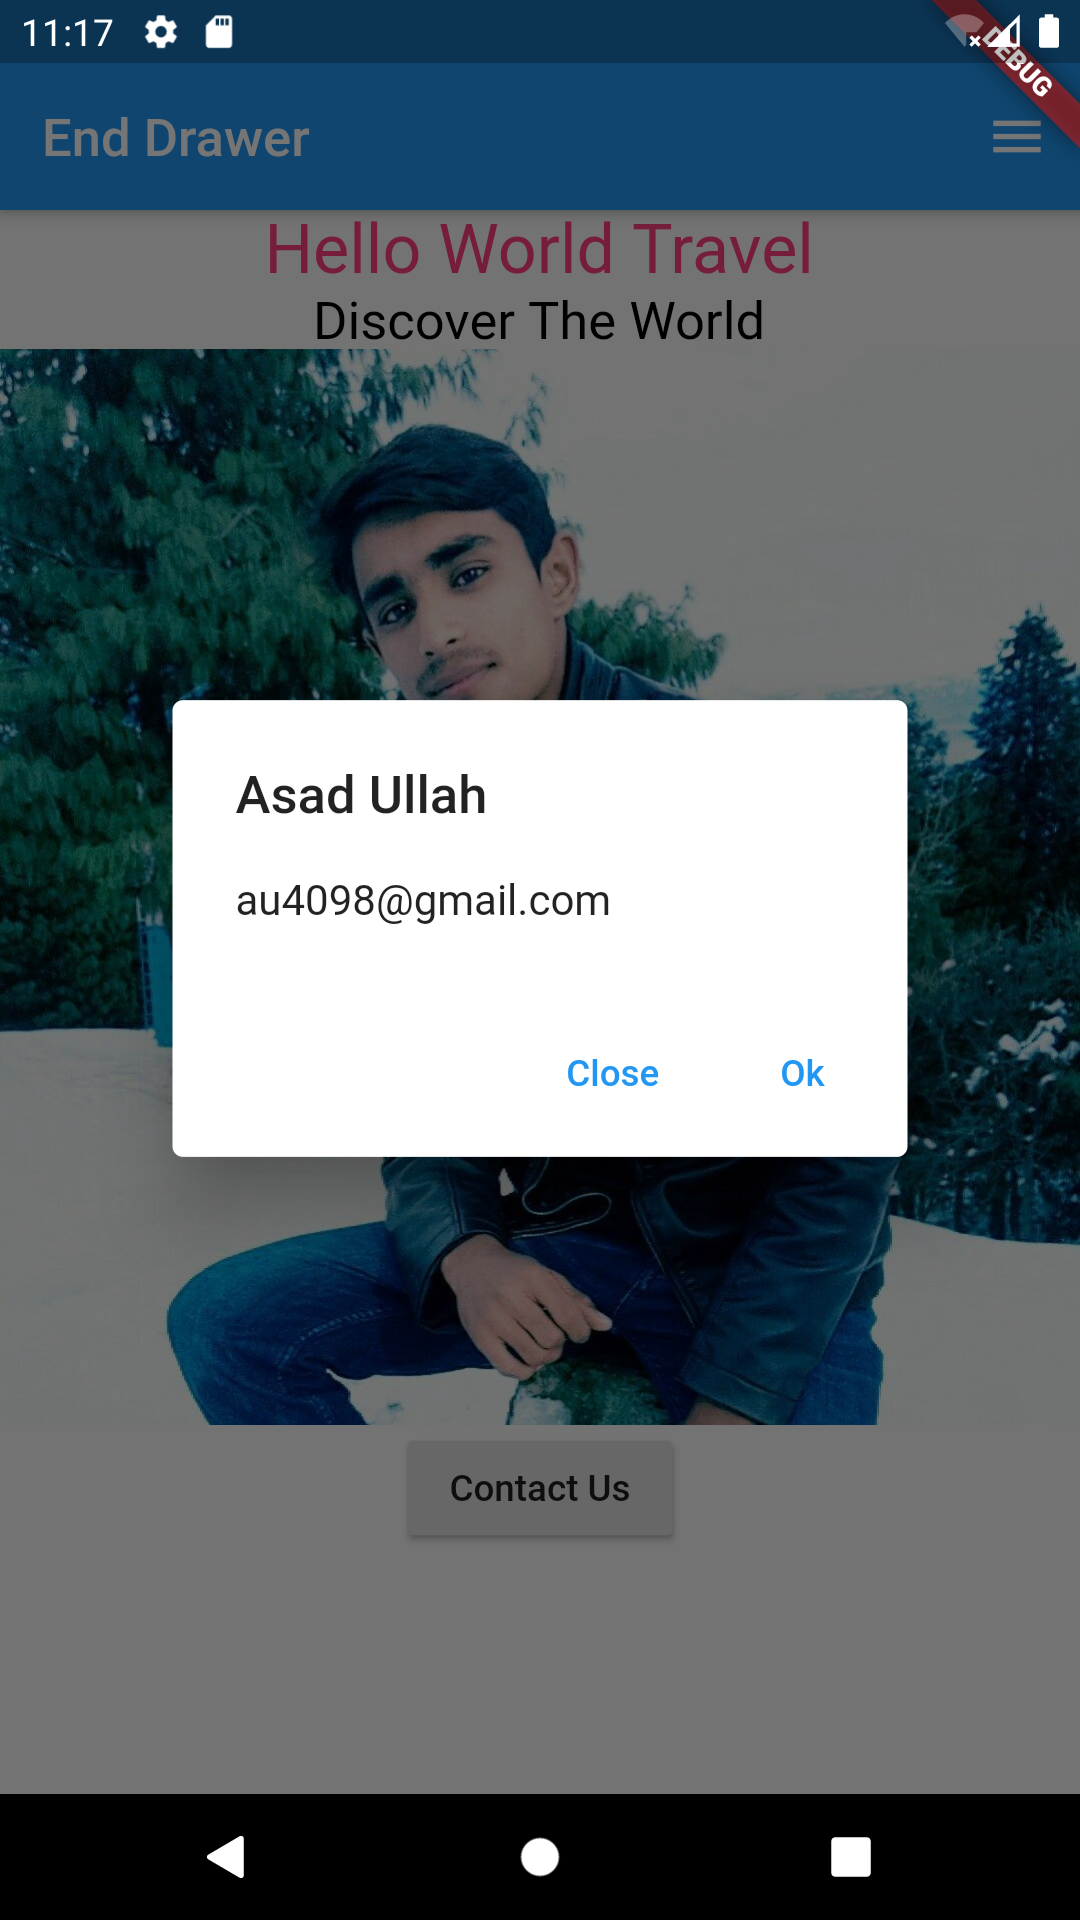 11:17
DEBUG
End Drawer
Hello World Travel
Discover The World
Asad Ullah
au4098@gmail.com
Close Ok
Contact Us